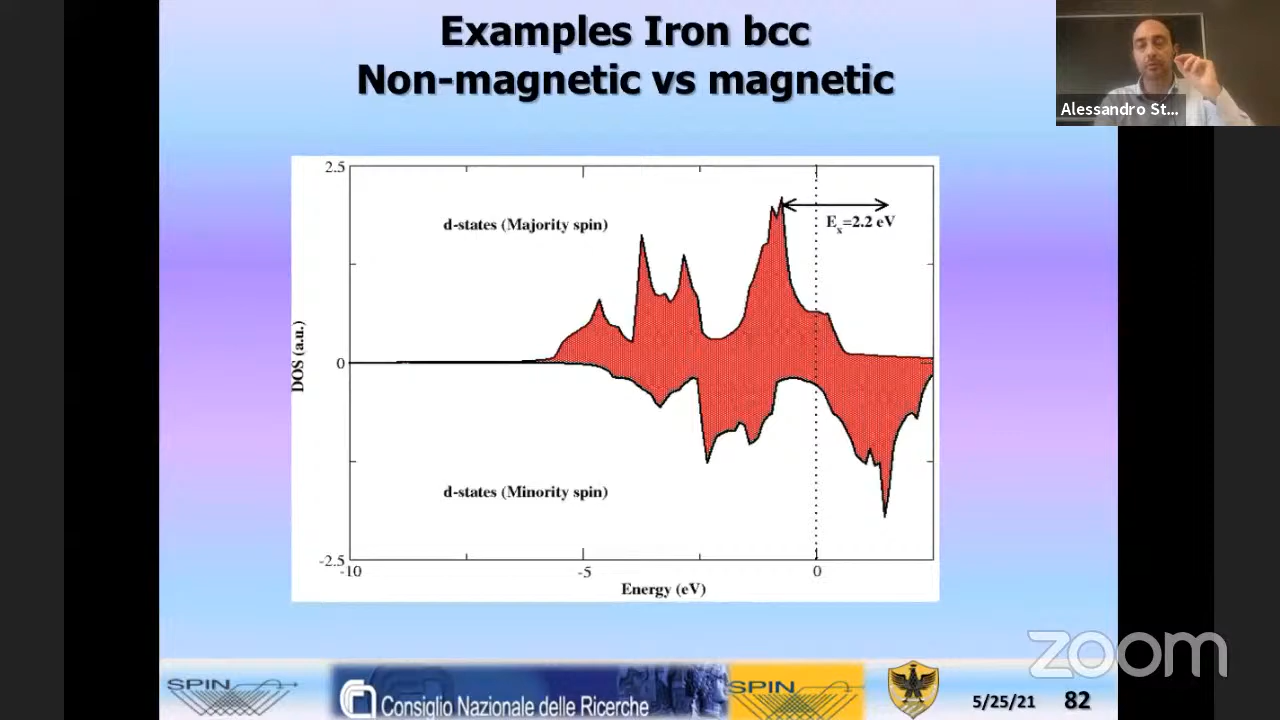 Examples Iron bcc
Non-magnetic vs magnetic
Alessandro St...
2.5
d-states (Majority spin)
Ex=2.2 eV
DOS (a.u.)
0
d-states (Minority spin)
-2.5
-10
-5
0
Energy (eV)
zoom
SPIN
Consiglio Nazionale delle Ricerche
SPIN
5/25/21
82